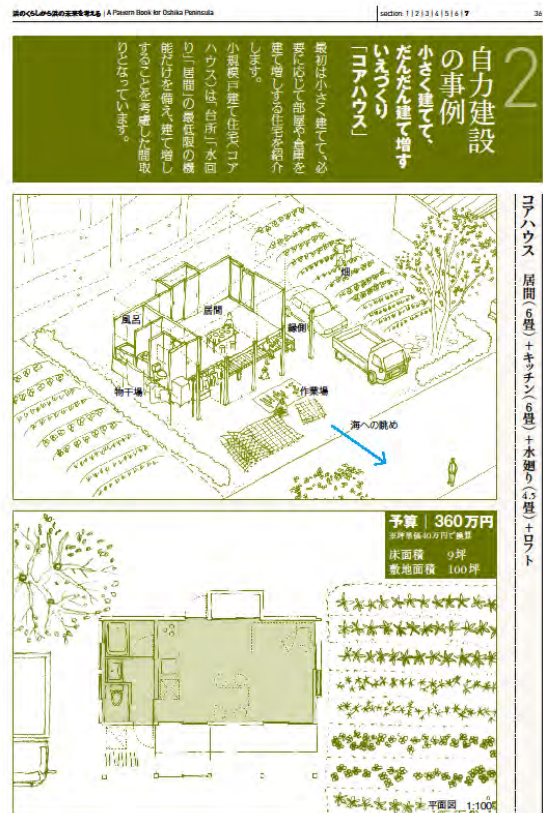 浜のくらしから浜の未来を考える | A Pattern Book for Oshika Peninsula
section: 1 | 2 | 3 | 4 | 5 | 6 | 7
36
2
自力建設
の事例
小さく建てて、
だんだん建て増す
いえづくり
「コアハウス」
最初は小さく建てて、必
要に応じて部屋や倉庫を
建て増しする住宅を紹介
します。
小規模戸建て住宅(コア
ハウス)は、「台所」「水回
り」「居間」の最低限の機
能だけを備え、建て増し
することを考慮した間取
りとなっています。
コアハウス 居間(6畳)+キッチン(6畳)+水廻り(4.5畳)+ロフト
畑
居間
風呂
縁側
物干場
作業場
海への眺め
予算 | 360万円
※坪単価40万円で換算
床面積 9坪
敷地面積 100坪
平面図 1:100